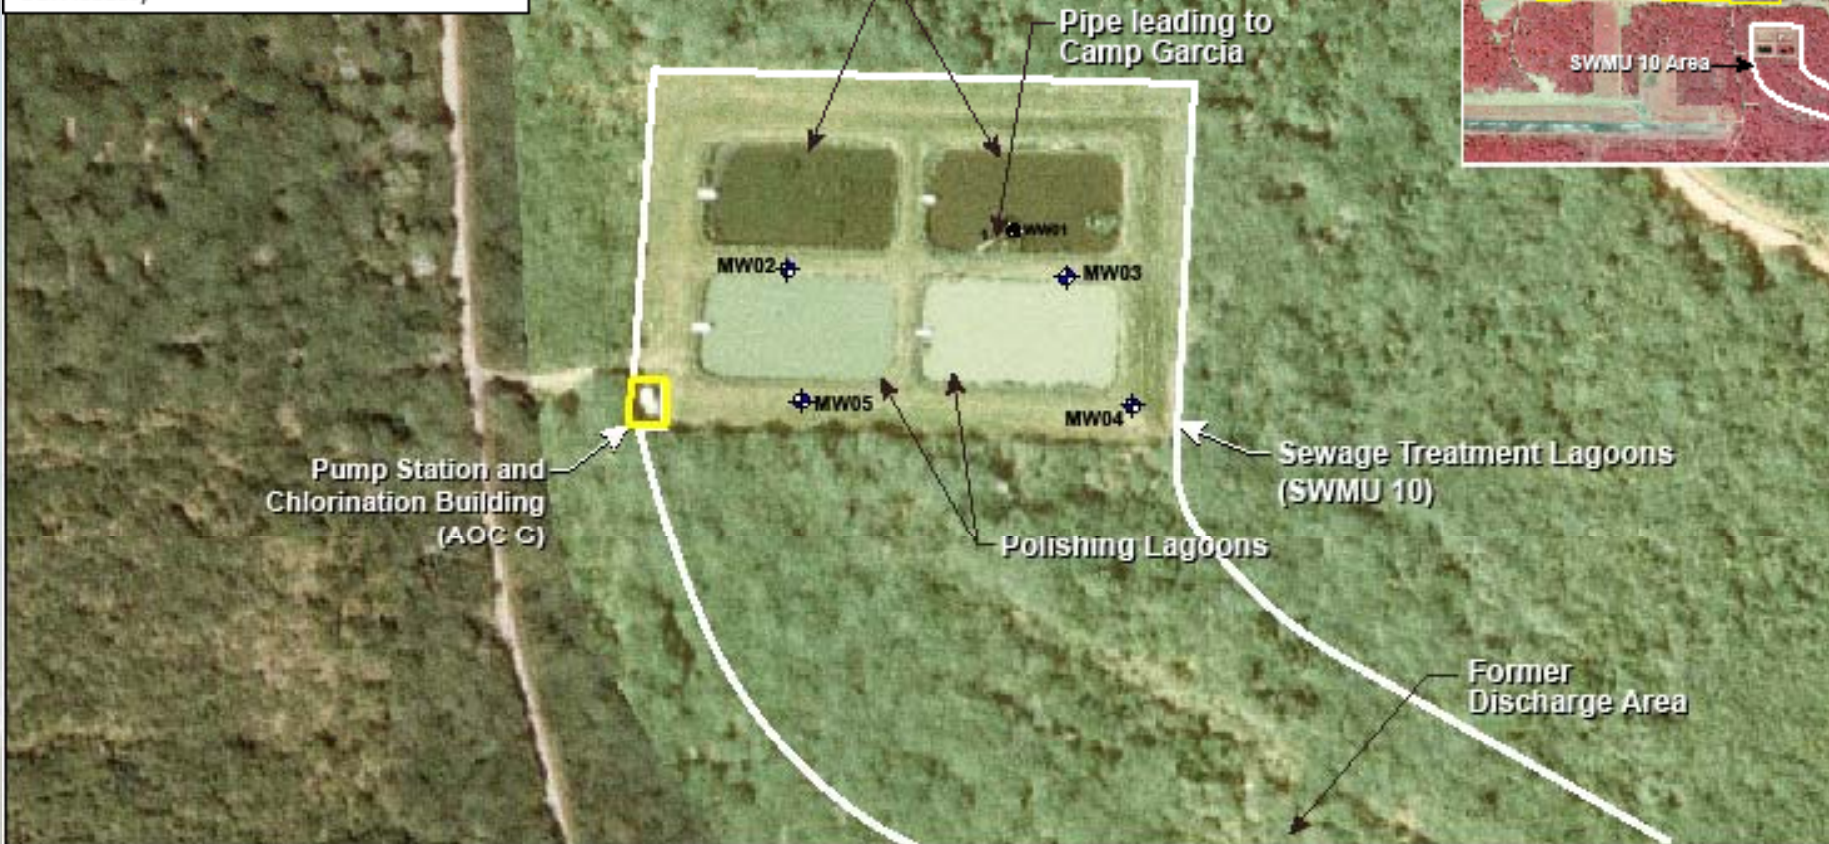 Pipe leading to
Camp Garcia
SWMU 10 Area
WW01
MW02
MW03
MW05
MW04
Pump Station and
Chlorination Building
(AOC G)
Sewage Treatment Lagoons
(SWMU 10)
Polishing Lagoons
Former
Discharge Area